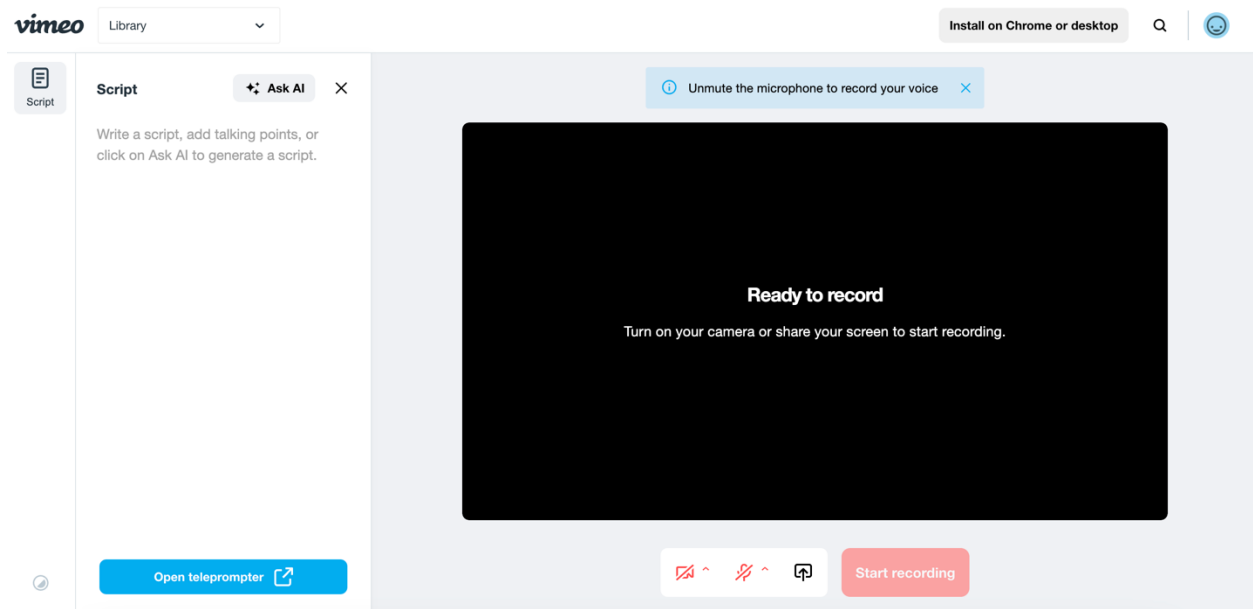 vimeo
Library
Install on Chrome or desktop
Script
Script
Ask AI
Write a script, add talking points, or
click on Ask AI to generate a script.
Open teleprompter
Unmute the microphone to record your voice
Ready to record
Turn on your camera or share your screen to start recording.
Start recording